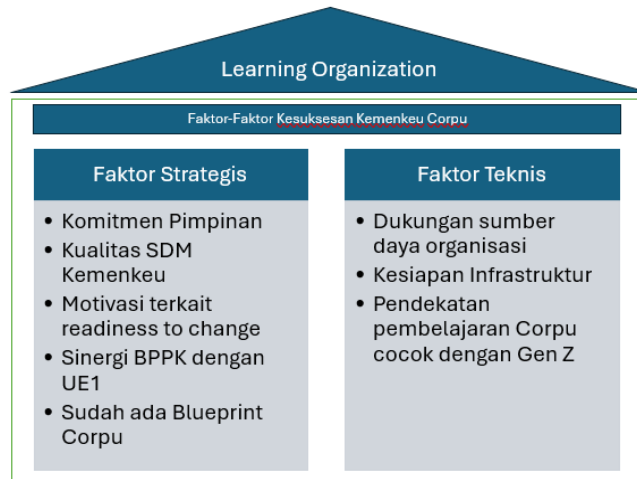 Learning Organization
Faktor-Faktor Kesuksesan Kemenkeu Corpu
Faktor Strategis
• Komitmen Pimpinan
• Kualitas SDM
Kemenkeu
• Motivasi terkait
readiness to change
• Sinergi BPPK dengan
UE1
• Sudah ada Blueprint
Corpu
Faktor Teknis
• Dukungan sumber
daya organisasi
• Kesiapan Infrastruktur
• Pendekatan
pembelajaran Corpu
cocok dengan Gen Z